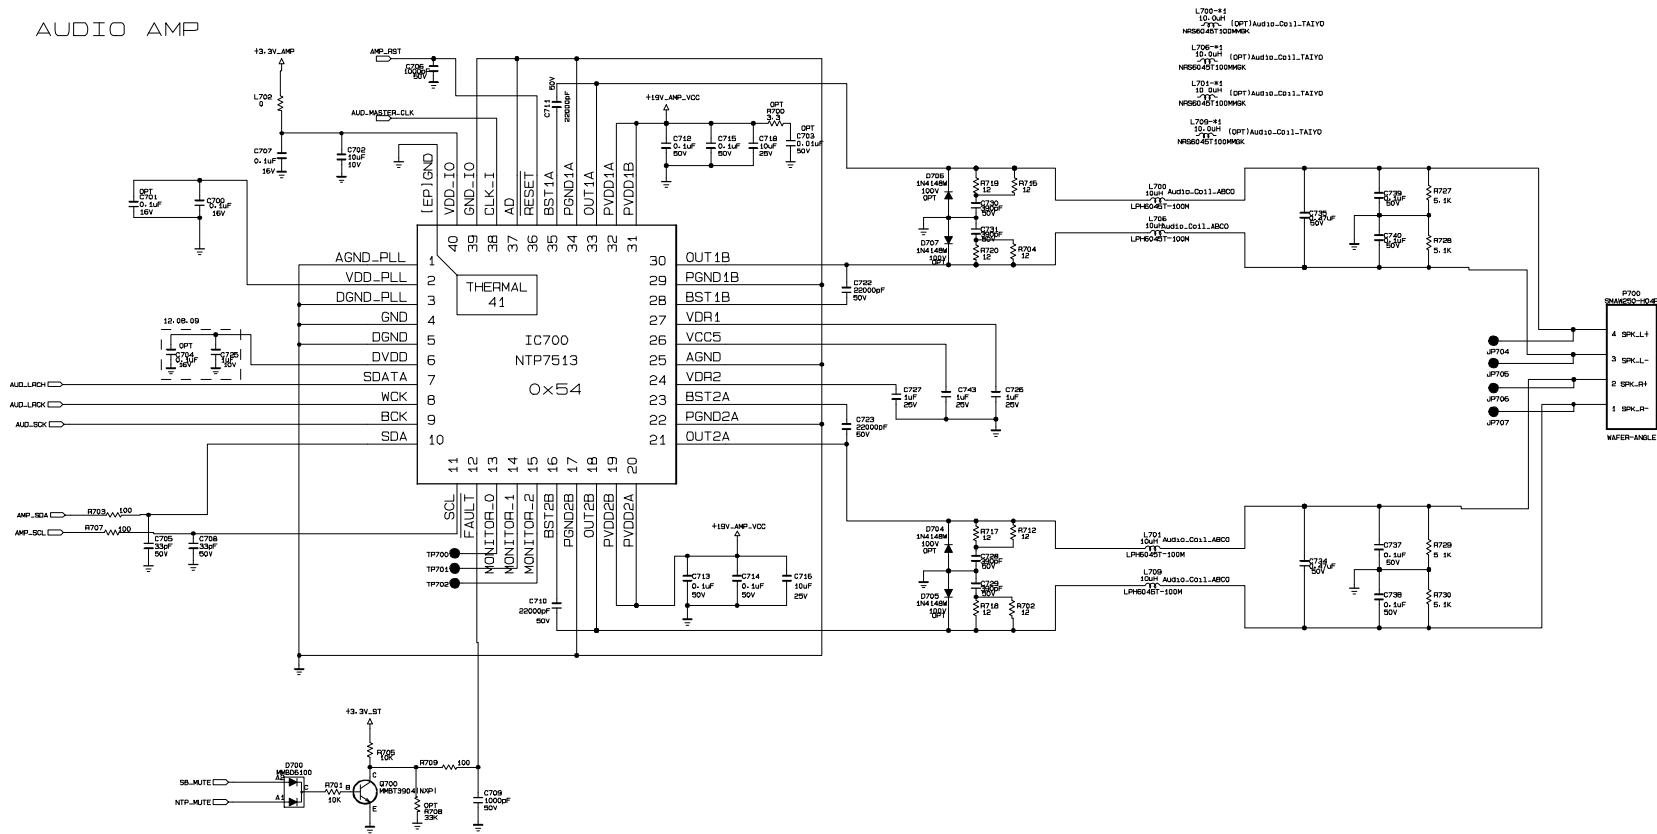 AUDIO AMP
L700-*1
10.0uH
(OPT)Audio_Coil_TAIYO
NRS6045T100MMGK
L706-*1
10.0uH
(OPT)Audio_Coil_TAIYO
NRS6045T100MMGK
L701-*1
10.0uH
(OPT)Audio_Coil_TAIYO
NRS6045T100MMGK
L709-*1
10.0uH
(OPT)Audio_Coil_TAIYO
NRS6045T100MMGK
+3.3V_AMP
L702
0
C707
0.1uF
16V
C702
10uF
10V
AMP_RST
C706
1000pF
50V
AUD_MASTER_CLK
C711
22000pF
50V
+19V_AMP_VCC
C712
0.1uF
50V
C715
0.1uF
50V
C718
10uF
25V
OPT
R700
3.3
OPT
C703
0.01uF
50V
OPT
C701
0.1uF
16V
C700
0.1uF
16V
[EP]GND
VDD_IO
GND_IO
CLK_I
AD
RESET
BST1A
PGND1A
OUT1A
PVDD1A
PVDD1B
40
39
38
37
36
35
34
33
32
31
AGND_PLL 1
VDD_PLL 2
DGND_PLL 3
GND 4
DGND 5
DVDD 6
SDATA 7
WCK 8
BCK 9
SDA 10
THERMAL
41
IC700
NTP7513
0x54
30 OUT1B
29 PGND1B
28 BST1B
27 VDR1
26 VCC5
25 AGND
24 VDR2
23 BST2A
22 PGND2A
21 OUT2A
11
12
13
14
15
16
17
18
19
20
SCL
FAULT
MONITOR_0
MONITOR_1
MONITOR_2
BST2B
PGND2B
OUT2B
PVDD2B
PVDD2A
12.08.09
OPT
C704
0.1uF
16V
C725
1uF
10V
AUD_LRCH
AUD_LRCK
AUD_SCK
AMP_SDA
R703 100
AMP_SCL
R707 100
C705
33pF
50V
C708
33pF
50V
TP700
TP701
TP702
C710
22000pF
50V
C722
22000pF
50V
C727
1uF
25V
C743
1uF
25V
C726
1uF
25V
C723
22000pF
50V
+19V_AMP_VCC
C713
0.1uF
50V
C714
0.1uF
50V
C716
10uF
25V
D706
1N4148W
100V
OPT
D707
1N4148W
100V
OPT
R719
12
R715
12
C730
390pF
50V
C731
390pF
50V
R720
12
R704
12
L700
10uH Audio_Coil_ABCO
LPH6045T-100M
L706
10uH Audio_Coil_ABCO
LPH6045T-100M
C735
0.47uF
50V
C739
0.1uF
50V
C740
0.1uF
50V
R727
5.1K
R728
5.1K
P700
SMAW250-H04R
4 SPK_L+
3 SPK_L-
2 SPK_R+
1 SPK_R-
WAFER-ANGLE
JP704
JP705
JP706
JP707
D704
1N4148W
100V
OPT
D705
1N4148W
100V
OPT
R717
12
R712
12
C728
390pF
50V
C729
390pF
50V
R718
12
R702
12
L701
10uH Audio_Coil_ABCO
LPH6045T-100M
L709
10uH Audio_Coil_ABCO
LPH6045T-100M
C734
0.47uF
50V
C737
0.1uF
50V
C738
0.1uF
50V
R729
5.1K
R730
5.1K
+3.3V_ST
R705
10K
D700
MMBD6100
SB_MUTE
A2
C
NTP_MUTE
A1
R701
10K
B
C
E
Q700
MMBT3904(NXP)
R709 100
OPT
R708
33K
C709
1000pF
50V